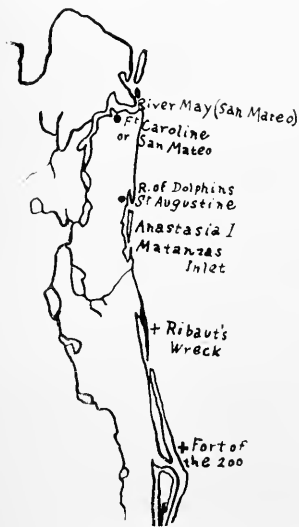 River May (San Mateo)
Ft Caroline
or San Mateo
R. of Dolphins
St Augustine
Anastasia I
Matanzas
Inlet
+ Ribaut's
Wreck
+ Fort of
the 200